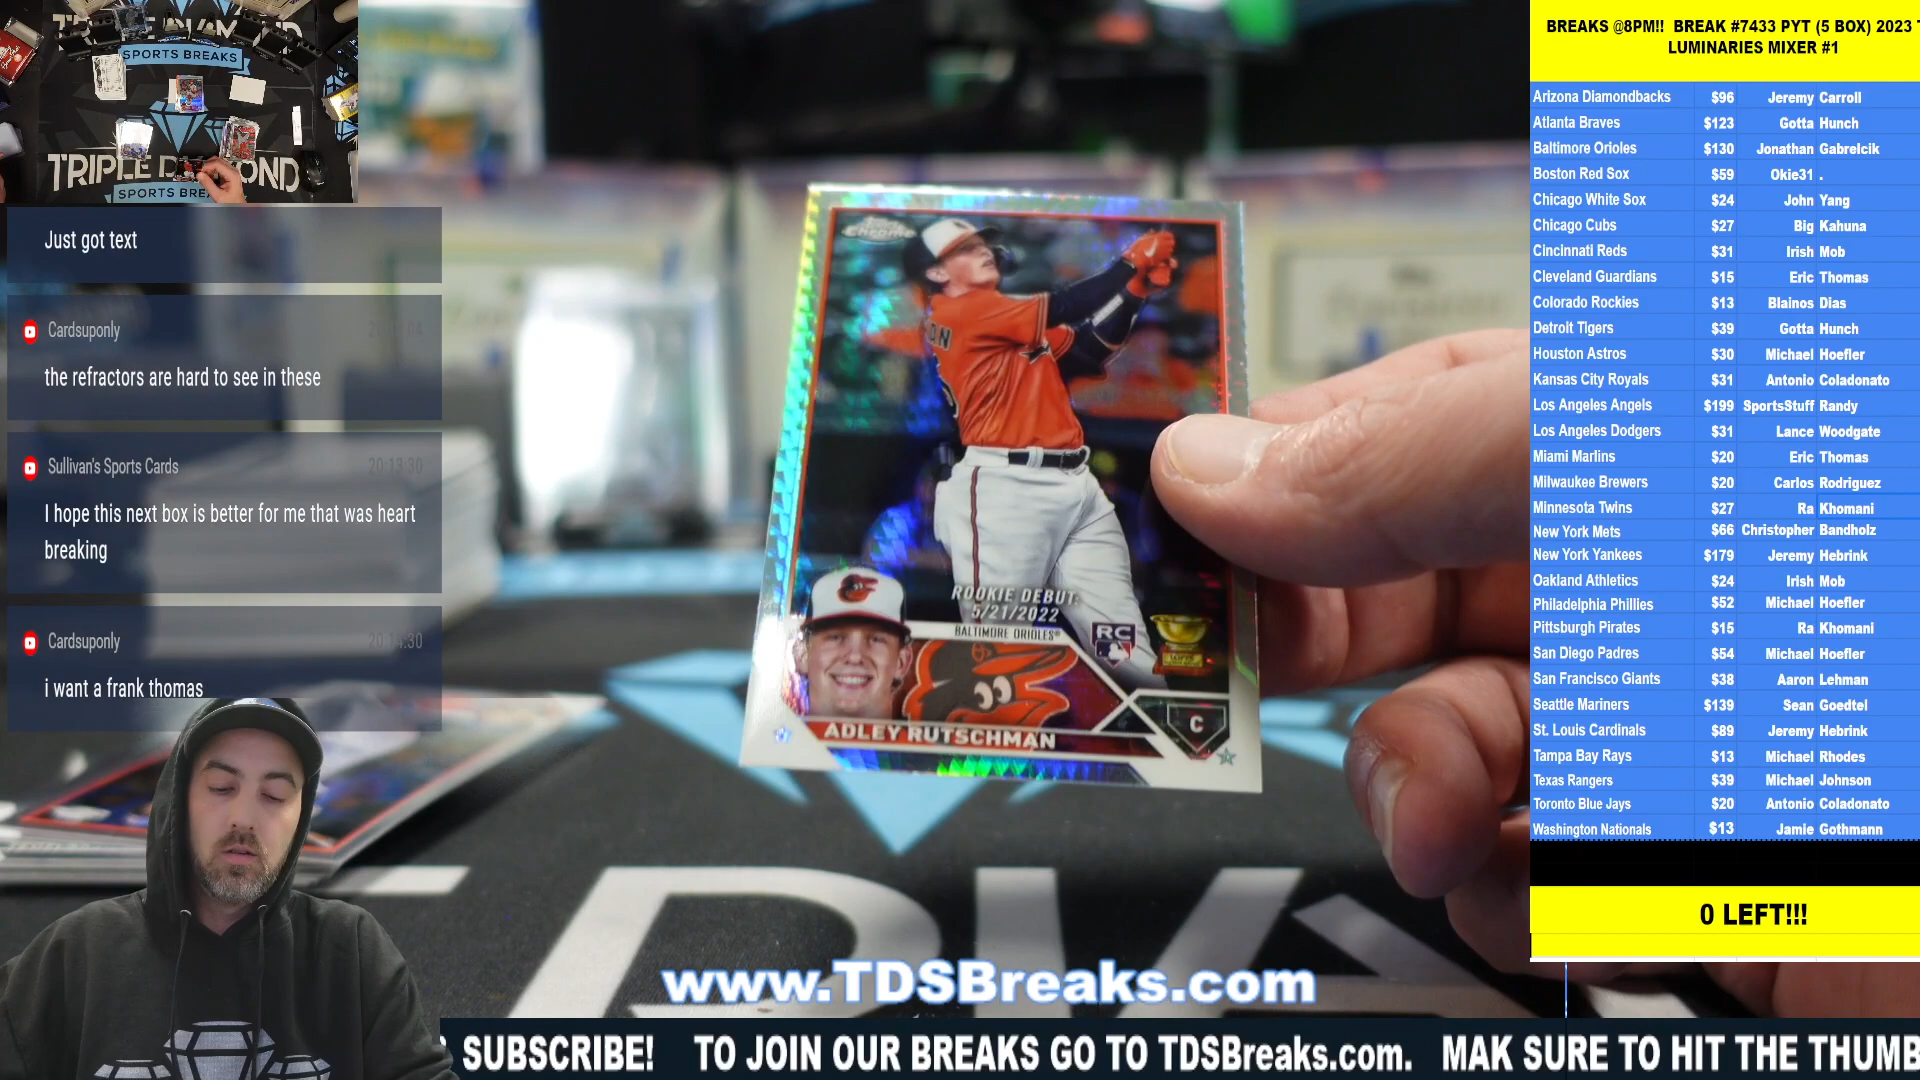 SPORTS BREAKS
TRIPLE DIAMOND
SPORTS BREA
Just got text
Cardsuponly
the refractors are hard to see in these
Sullivan's Sports Cards 20:13:30
I hope this next box is better for me that was heart
breaking
Cardsuponly
i want a frank thomas
Topps
Chrome
ROOKIE DEBUT:
5/21/2022
BALTIMORE ORIOLES
RC
C
ADLEY RUTSCHMAN
BREAKS @8PM!! BREAK #7433 PYT (5 BOX) 2023
LUMINARIES MIXER #1
Arizona Diamondbacks $96 Jeremy Carroll
Atlanta Braves $123 Gotta Hunch
Baltimore Orioles $130 Jonathan Gabrelcik
Boston Red Sox $59 Okie31 .
Chicago White Sox $24 John Yang
Chicago Cubs $27 Big Kahuna
Cincinnati Reds $31 Irish Mob
Cleveland Guardians $15 Eric Thomas
Colorado Rockies $13 Blainos Dias
Detroit Tigers $39 Gotta Hunch
Houston Astros $30 Michael Hoefler
Kansas City Royals $31 Antonio Coladonato
Los Angeles Angels $199 SportsStuff Randy
Los Angeles Dodgers $31 Lance Woodgate
Miami Marlins $20 Eric Thomas
Milwaukee Brewers $20 Carlos Rodriguez
Minnesota Twins $27 Ra Khomani
New York Mets $66 Christopher Bandholz
New York Yankees $179 Jeremy Hebrink
Oakland Athletics $24 Irish Mob
Philadelphia Phillies $52 Michael Hoefler
Pittsburgh Pirates $15 Ra Khomani
San Diego Padres $54 Michael Hoefler
San Francisco Giants $38 Aaron Lehman
Seattle Mariners $139 Sean Goedtel
St. Louis Cardinals $89 Jeremy Hebrink
Tampa Bay Rays $13 Michael Rhodes
Texas Rangers $39 Michael Johnson
Toronto Blue Jays $20 Antonio Coladonato
Washington Nationals $13 Jamie Gothmann
0 LEFT!!!
www.TDSBreaks.com
SUBSCRIBE! TO JOIN OUR BREAKS GO TO TDSBreaks.com. MAK SURE TO HIT THE THUMB